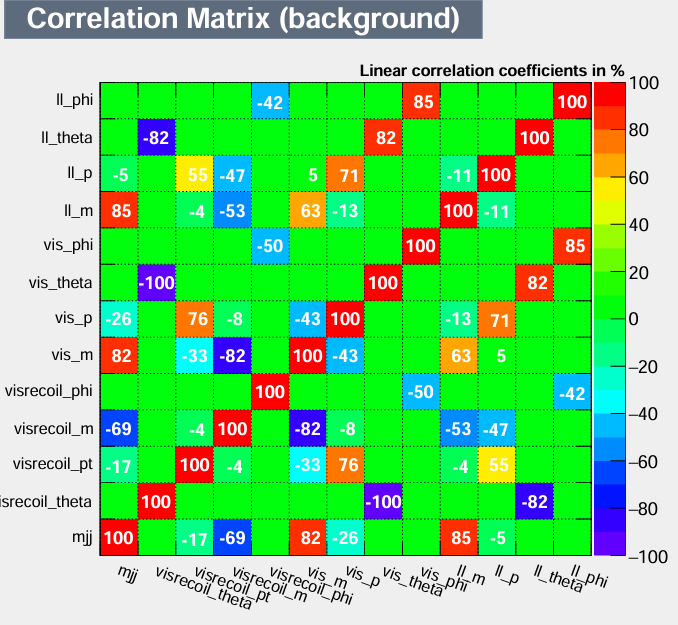 Correlation Matrix (background)
Linear correlation coefficients in %
ll_phi -42 85 100 100
ll_theta -82 82 100 80
ll_p -5 55 -47 5 71 -11 100 60
ll_m 85 -4 -53 63 -13 100 -11 40
vis_phi -50 100 85
vis_theta -100 100 82 20
vis_p -26 76 -8 -43 100 -13 71 0
vis_m 82 -33 -82 100 -43 63 5 −20
visrecoil_phi 100 -50 -42 −40
visrecoil_m -69 -4 100 -82 -8 -53 -47
visrecoil_pt -17 100 -4 -33 76 -4 55 −60
isrecoil_theta 100 -100 -82 −80
mjj 100 -17 -69 82 -26 85 -5 −100
mjj visrecoil_theta visrecoil_pt visrecoil_m visrecoil_phi vis_m vis_p vis_theta vis_phi ll_m ll_p ll_theta ll_phi